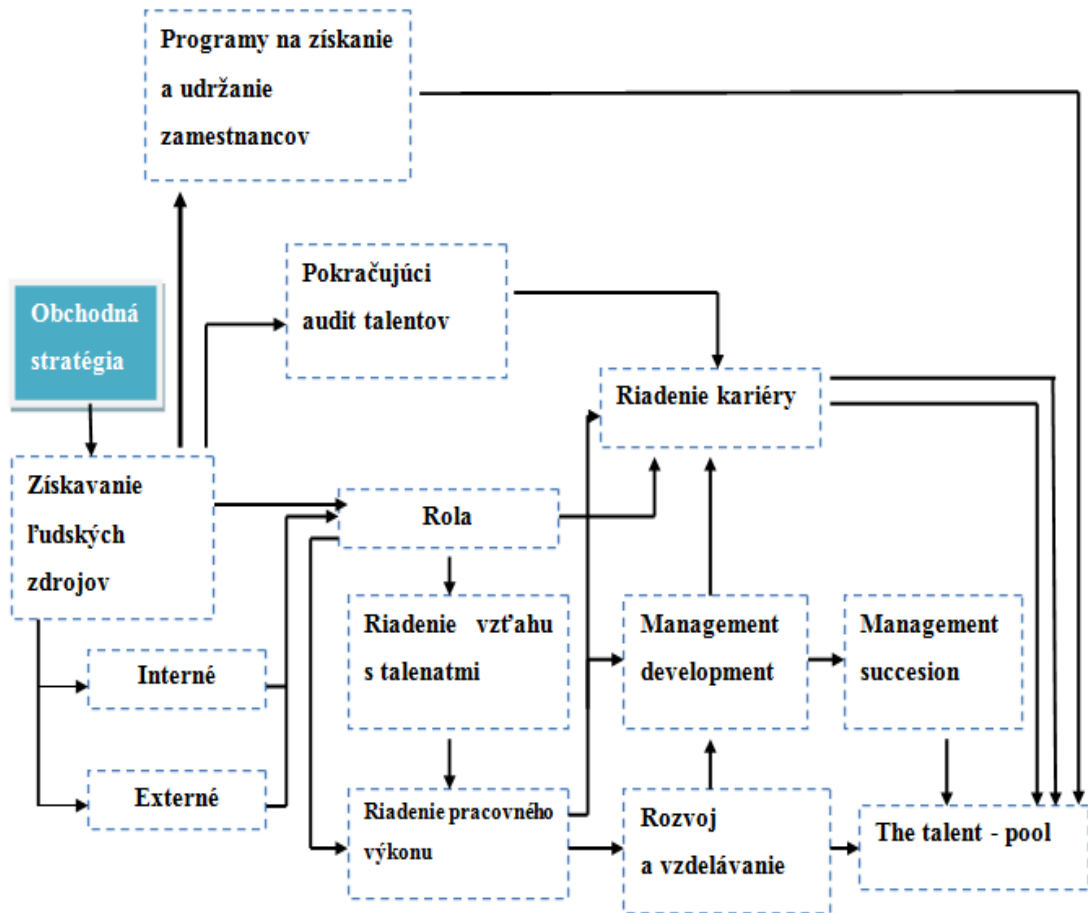 Programy na získanie
a udržanie
zamestnancov
Pokračujúci
audit talentov
Obchodná
stratégia
Riadenie kariéry
Získavanie
ľudských
zdrojov
Rola
Riadenie vzťahu
s talenatmi
Management
development
Management
succesion
Interné
Externé
Riadenie pracovného
výkonu
Rozvoj
a vzdelávanie
The talent - pool